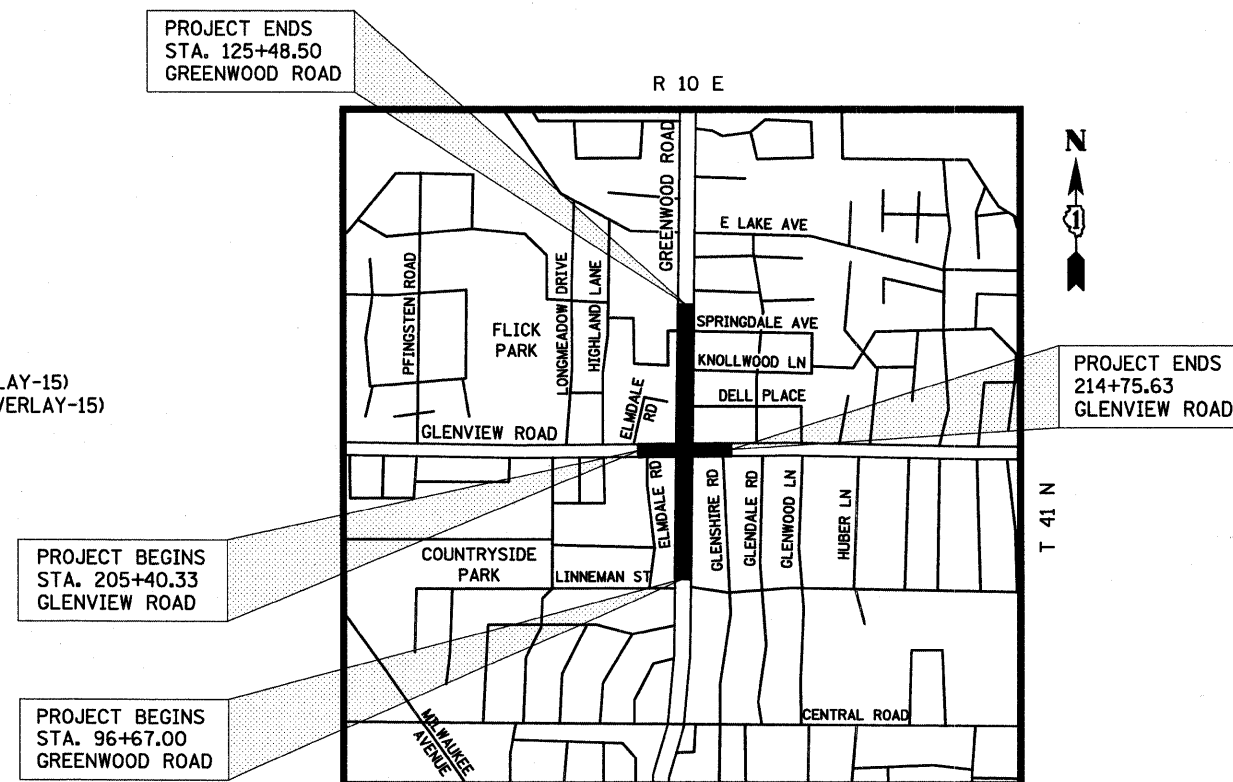 PROJECT ENDS
STA. 125+48.50
GREENWOOD ROAD
R 10 E
N
1
GREENWOOD ROAD
E LAKE AVE
PFINGSTEN ROAD
FLICK
PARK
LONGMEADOW DRIVE
HIGHLAND LANE
SPRINGDALE AVE
KNOLLWOOD LN
DELL PLACE
ELMDALE
RD
GLENVIEW ROAD
PROJECT ENDS
214+75.63
GLENVIEW ROAD
LAY-15)
VERLAY-15)
T 41 N
ELMDALE RD
GLENSHIRE RD
GLENDALE RD
GLENWOOD LN
HUBER LN
PROJECT BEGINS
STA. 205+40.33
GLENVIEW ROAD
COUNTRYSIDE
PARK
LINNEMAN ST
PROJECT BEGINS
STA. 96+67.00
GREENWOOD ROAD
MILWAUKEE
AVENUE
CENTRAL ROAD